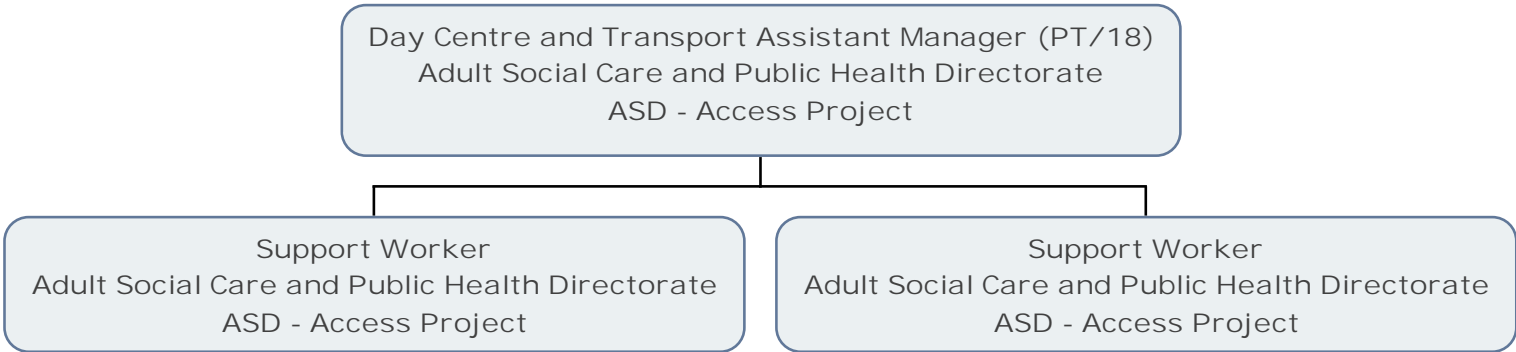 Day Centre and Transport Assistant Manager (PT/18)
Adult Social Care and Public Health Directorate
ASD - Access Project
Support Worker
Adult Social Care and Public Health Directorate
ASD - Access Project
Support Worker
Adult Social Care and Public Health Directorate
ASD - Access Project